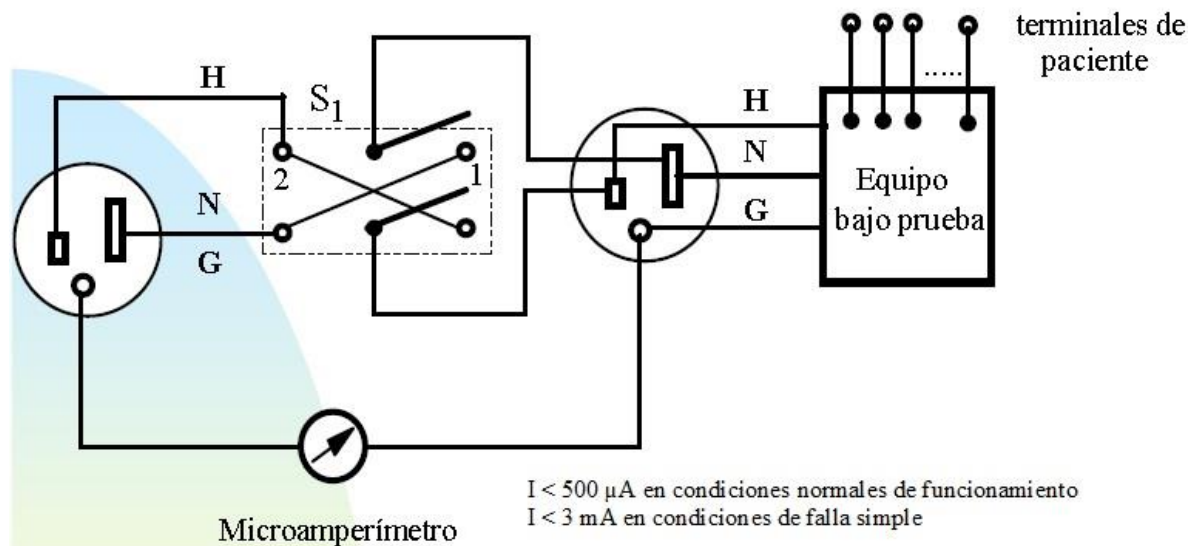 terminales de
paciente
H
S1
H
N
G
2
1
N
G
......
Equipo
bajo prueba
I < 500 µA en condiciones normales de funcionamiento
I < 3 mA en condiciones de falla simple
Microamperímetro